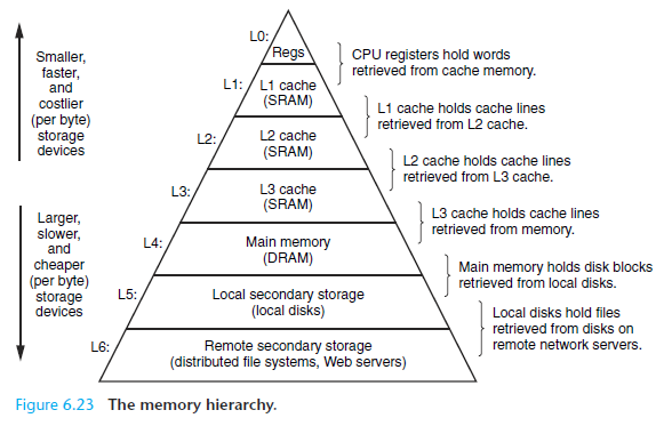 Smaller,
faster,
and
costlier
(per byte)
storage
devices
Larger,
slower,
and
cheaper
(per byte)
storage
devices
L0:
Regs
CPU registers hold words
retrieved from cache memory.
L1:
L1 cache
(SRAM)
L1 cache holds cache lines
retrieved from L2 cache.
L2:
L2 cache
(SRAM)
L2 cache holds cache lines
retrieved from L3 cache.
L3:
L3 cache
(SRAM)
L3 cache holds cache lines
retrieved from memory.
L4:
Main memory
(DRAM)
Main memory holds disk blocks
retrieved from local disks.
L5:
Local secondary storage
(local disks)
Local disks hold files
retrieved from disks on
remote network servers.
L6:
Remote secondary storage
(distributed file systems, Web servers)
Figure 6.23 The memory hierarchy.